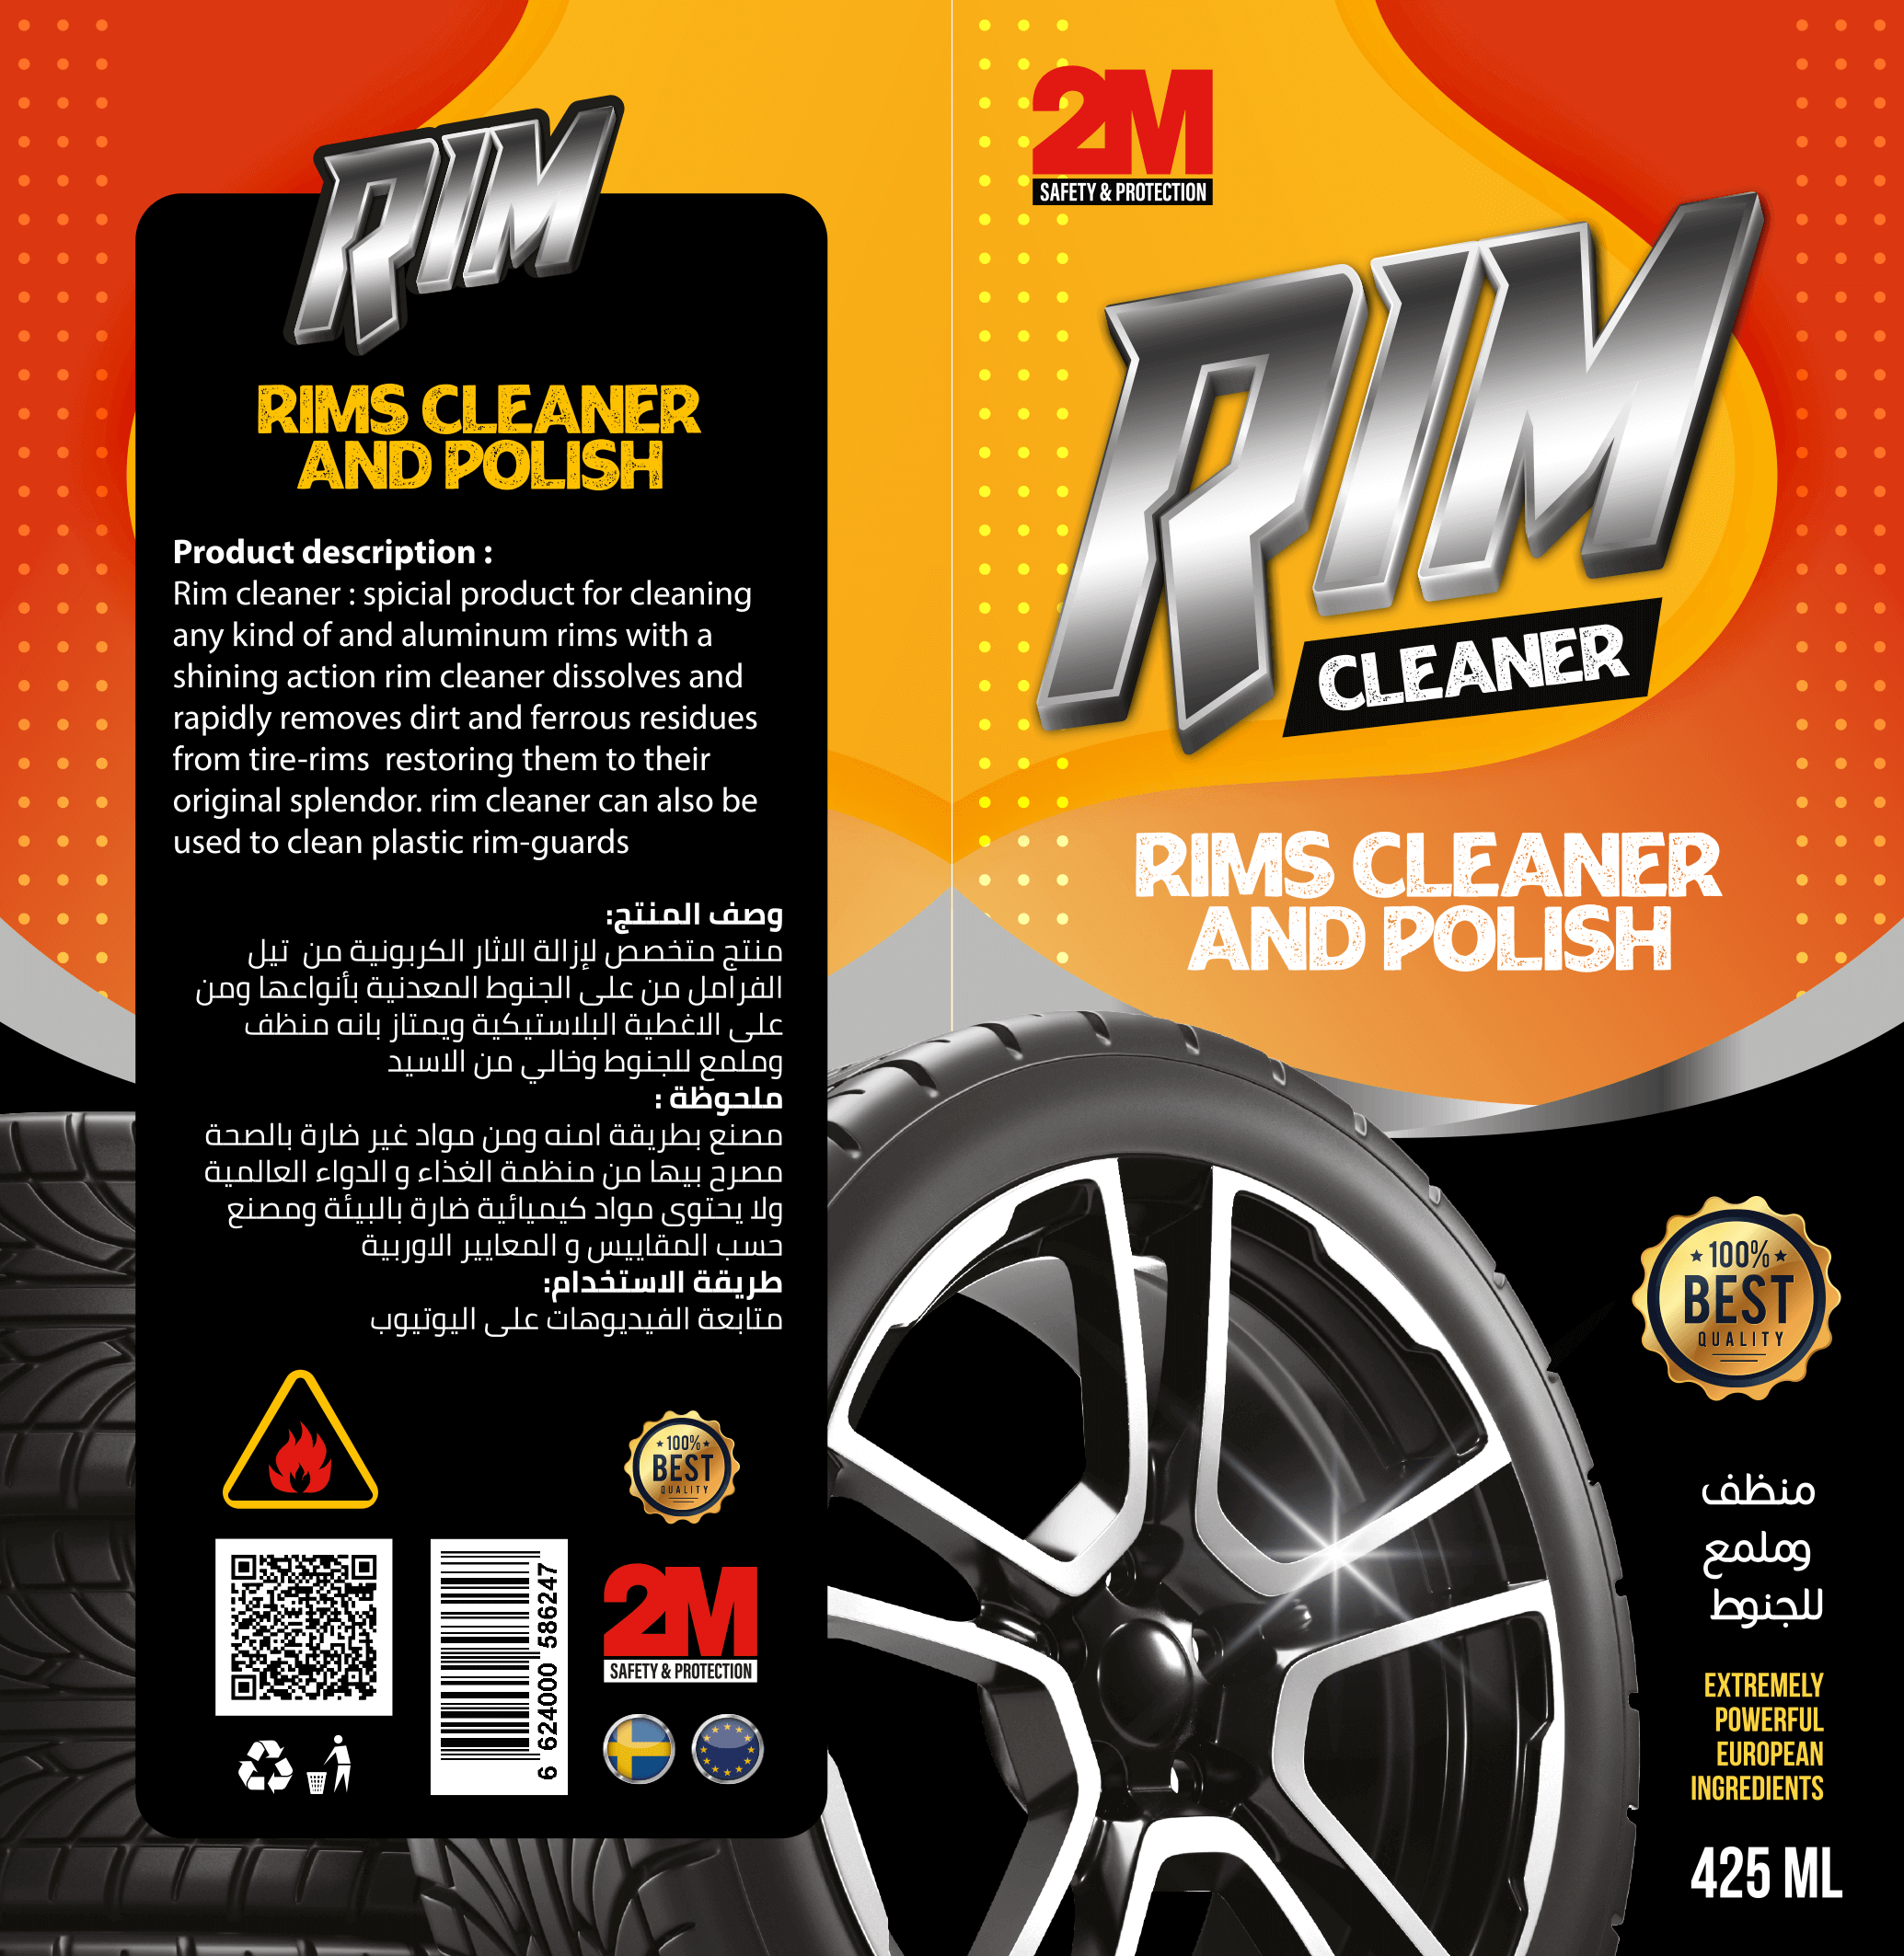 RIM
RIMS CLEANER
AND POLISH
Product description :
Rim cleaner : spicial product for cleaning
any kind of and aluminum rims with a
shining action rim cleaner dissolves and
rapidly removes dirt and ferrous residues
from tire-rims restoring them to their
original splendor. rim cleaner can also be
used to clean plastic rim-guards
وصف المنتج:
منتج متخصص لإزالة الاثار الكربونية من تيل
الفرامل من على الجنوط المعدنية بأنواعها ومن
على الاغطية البلاستيكية ويمتاز بانه منظف
وملمع للجنوط وخالي من الاسيد
ملحوظة :
مصنع بطريقة امنه ومن مواد غير ضارة بالصحة
مصرح بيها من منظمة الغذاء و الدواء العالمية
ولا يحتوى مواد كيميائية ضارة بالبيئة ومصنع
حسب المقاييس و المعايير الاوربية
طريقة الاستخدام:
متابعة الفيديوهات على اليوتيوب
100%
BEST
QUALITY
6 624000 586247
2M
SAFETY & PROTECTION
2M
SAFETY & PROTECTION
RIM
CLEANER
RIMS CLEANER
AND POLISH
100%
BEST
QUALITY
منظف
وملمع
للجنوط
EXTREMELY
POWERFUL
EUROPEAN
INGREDIENTS
425 ML